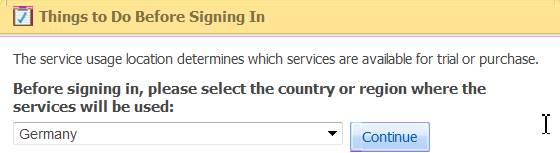 Things to Do Before Signing In
The service usage location determines which services are available for trial or purchase.
Before signing in, please select the country or region where the
services will be used:
Germany
Continue